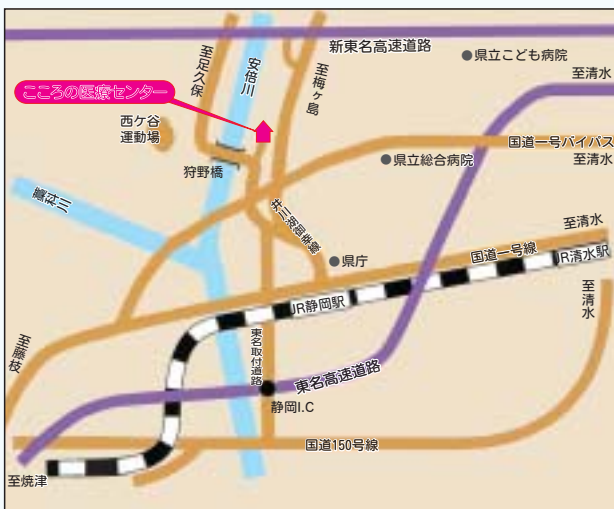 新東名高速道路
県立こども病院
至清水
至足久保
安倍川
至梅ヶ島
こころの医療センター
西ケ谷
運動場
狩野橋
国道一号バイパス
至清水
県立総合病院
藁科川
井川湖御幸線
県庁
至清水
国道一号線
JR清水駅
JR静岡駅
至清水
至藤枝
東名取付道路
東名高速道路
静岡I.C
国道150号線
至焼津